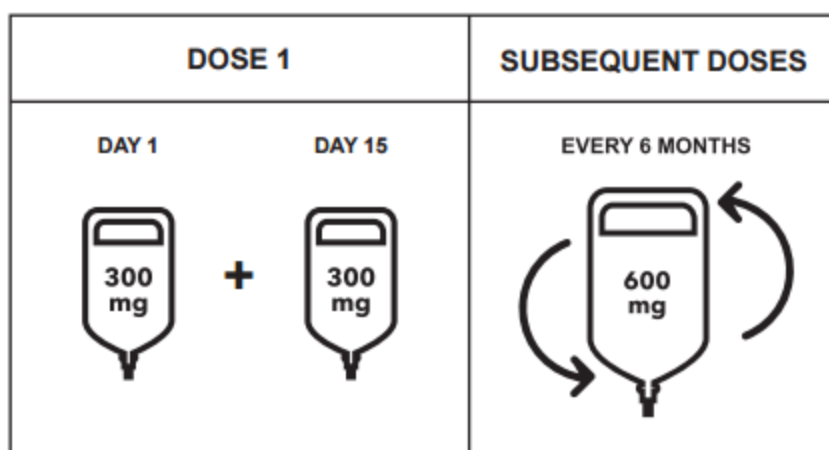 DOSE 1
SUBSEQUENT DOSES
DAY 1
DAY 15
EVERY 6 MONTHS
300
mg
+
300
mg
600
mg